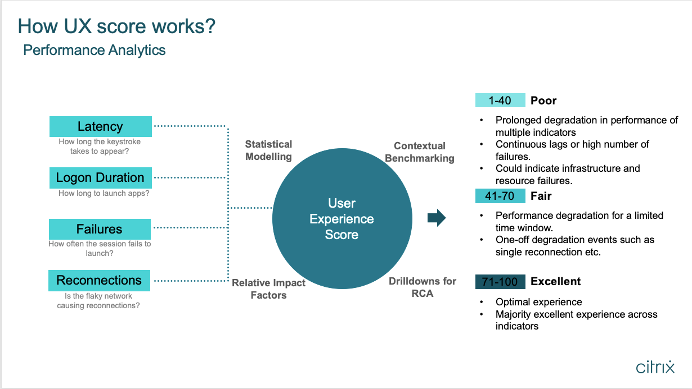 How UX score works?
Performance Analytics
Latency
How long the keystroke
takes to appear?
Logon Duration
How long to launch apps?
Failures
How often the session fails to
launch?
Reconnections
Is the flaky network
causing reconnections?
Statistical
Modelling
Contextual
Benchmarking
User
Experience
Score
Relative Impact
Factors
Drilldowns for
RCA
1-40 Poor
• Prolonged degradation in performance of
multiple indicators
• Continuous lags or high number of
failures.
• Could indicate infrastructure and
resource failures.
41-70 Fair
• Performance degradation for a limited
time window.
• One-off degradation events such as
single reconnection etc.
71-100 Excellent
• Optimal experience
• Majority excellent experience across
indicators
citrix